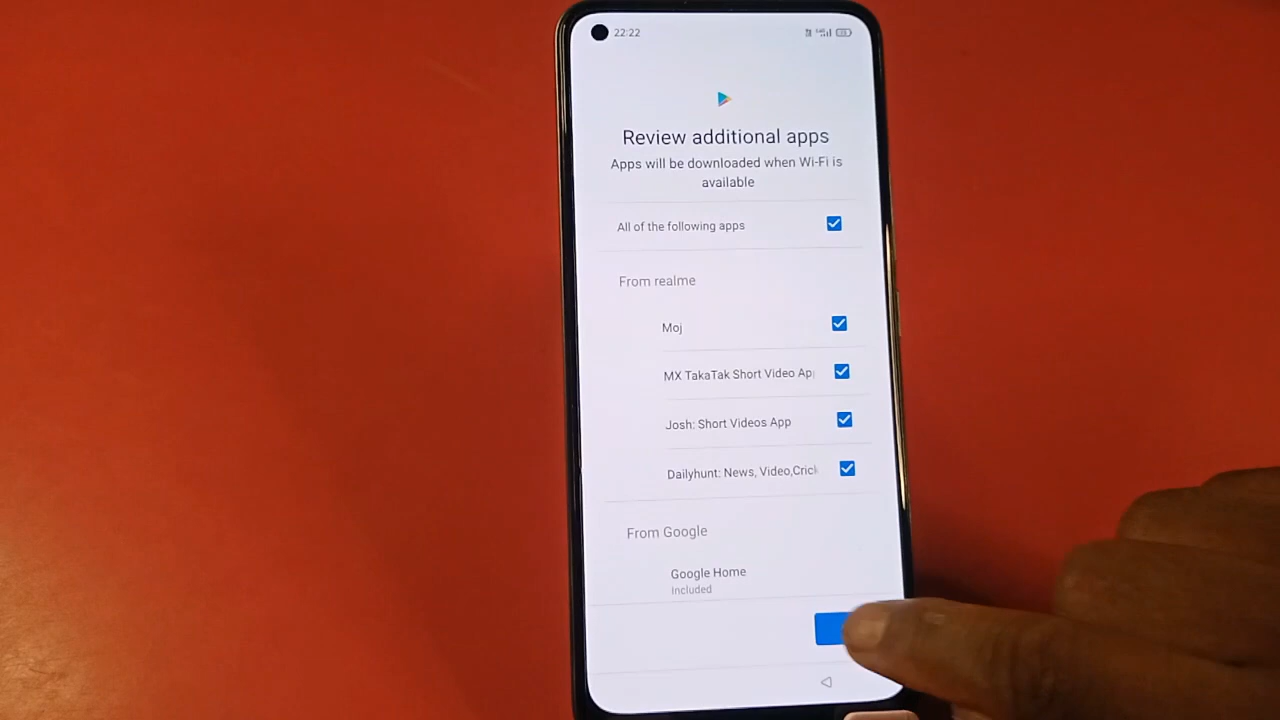 22:22
Review additional apps
Apps will be downloaded when Wi-Fi is
available
All of the following apps
From realme
Moj
MX TakaTak Short Video Ap
Josh: Short Videos App
Dailyhunt: News, Video,Cric
From Google
Google Home
Included